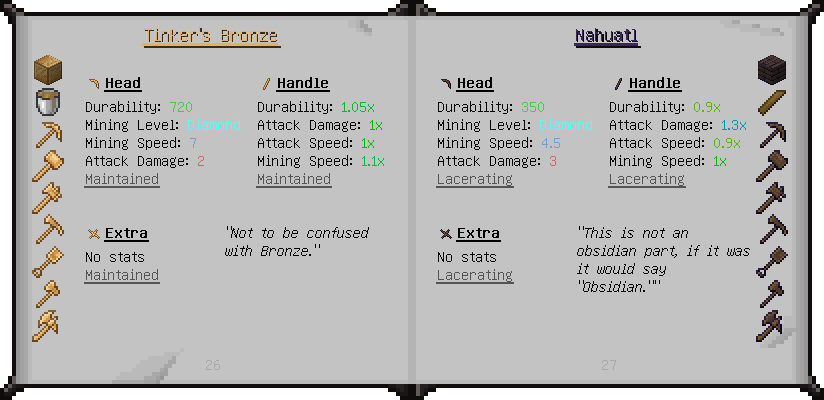 Tinker's Bronze
Head
Durability: 720
Mining Level: Diamond
Mining Speed: 7
Attack Damage: 2
Maintained
Handle
Durability: 1.05x
Attack Damage: 1x
Attack Speed: 1x
Mining Speed: 1.1x
Maintained
Extra
No stats
Maintained
"Not to be confused
with Bronze."
26
Nahuatl
Head
Durability: 350
Mining Level: Diamond
Mining Speed: 4.5
Attack Damage: 3
Lacerating
Handle
Durability: 0.9x
Attack Damage: 1.3x
Attack Speed: 0.9x
Mining Speed: 1x
Lacerating
Extra
No stats
Lacerating
"This is not an
obsidian part, if it was
it would say
"Obsidian.""
27